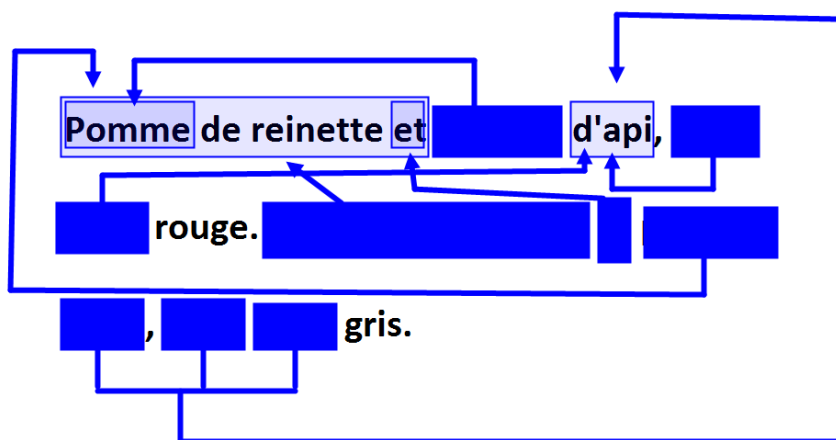 Pomme de reinette et d'api,
rouge.
, gris.